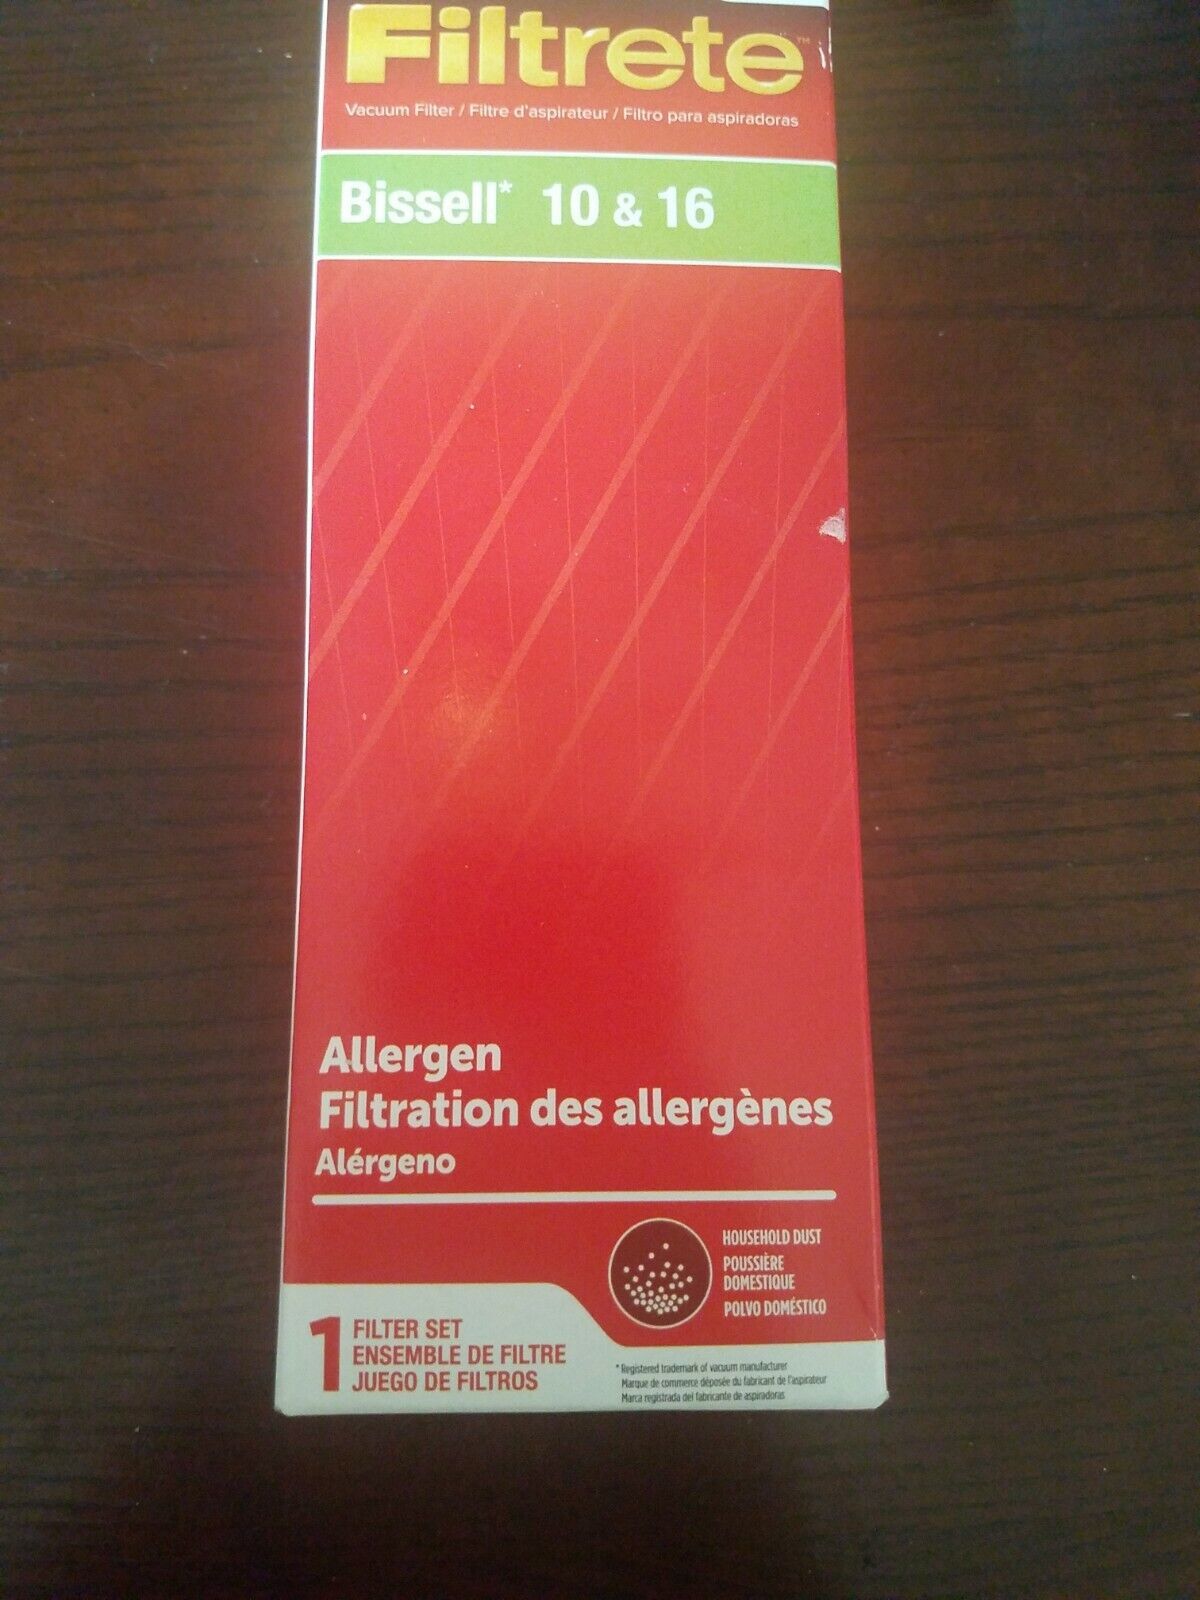 Filtrete™
Vacuum Filter / Filtre d'aspirateur / Filtro para aspiradoras
Bissell* 10 & 16
Allergen
Filtration des allergènes
Alérgeno
HOUSEHOLD DUST
POUSSIÈRE
DOMESTIQUE
POLVO DOMÉSTICO
1 FILTER SET
ENSEMBLE DE FILTRE
JUEGO DE FILTROS
* Registered trademark of vacuum manufacturer
Marque de commerce déposée du fabricant de l'aspirateur
Marca registrada del fabricante de aspiradoras